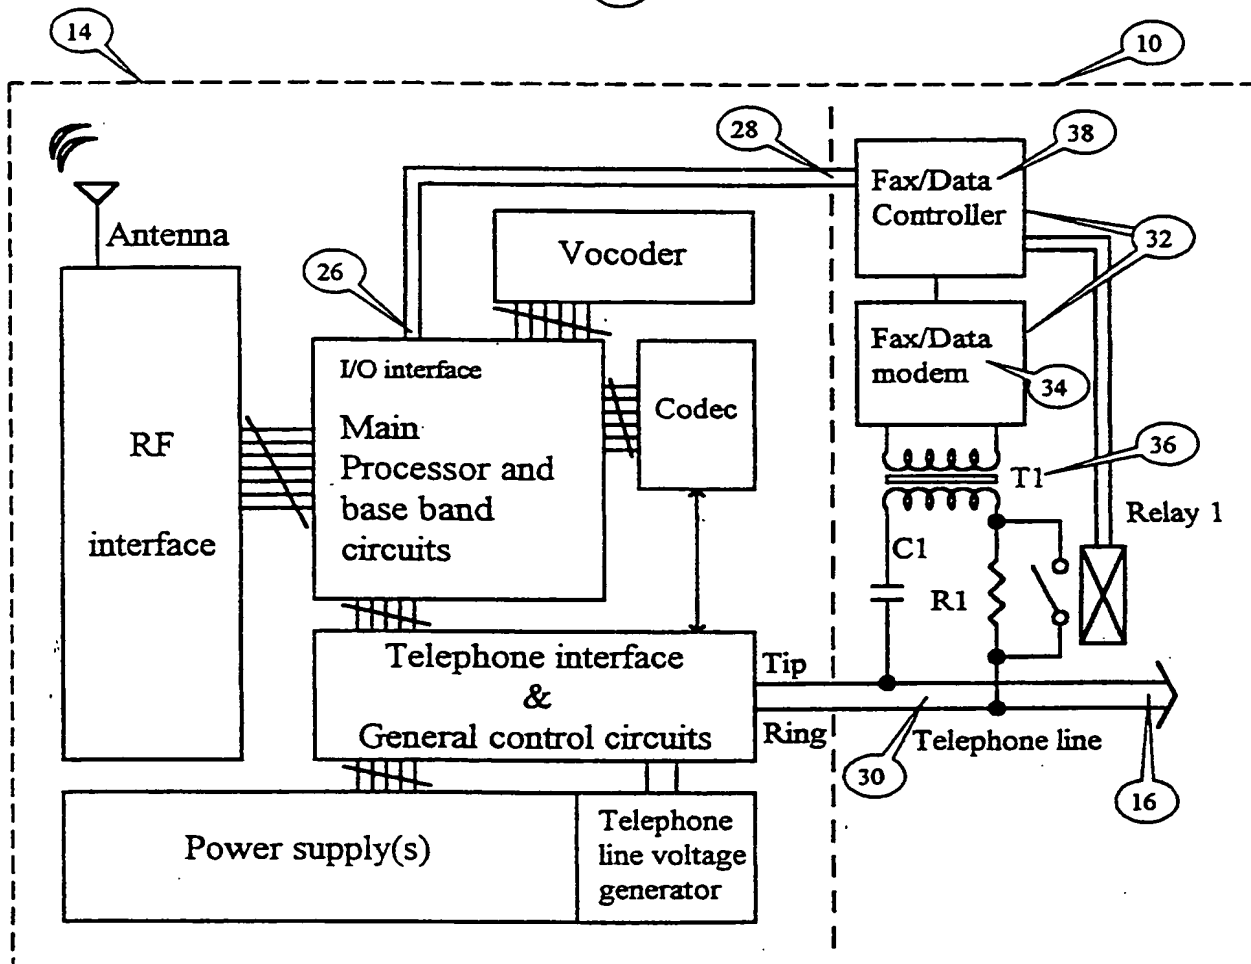 14
10
28
38
Fax/Data
Controller
32
Antenna
Vocoder
26
I/O interface
Main
Processor and
base band
circuits
Codec
RF
interface
Fax/Data
modem
34
36
T1
Relay 1
C1
R1
Telephone interface
&
General control circuits
Tip
Ring
30
Telephone line
16
Power supply(s)
Telephone
line voltage
generator